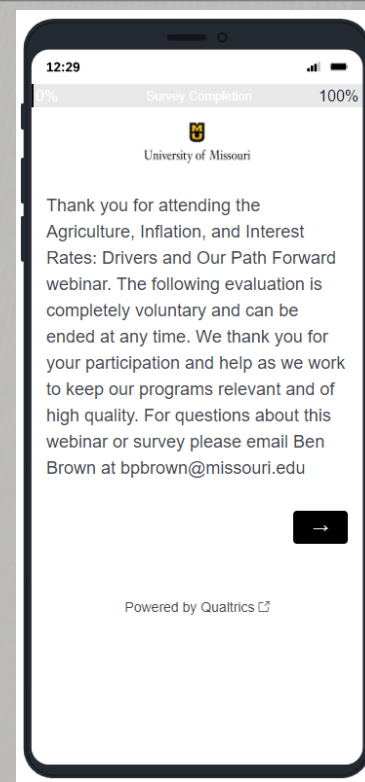 12:29
0% Survey Completion 100%
MU
University of Missouri
Thank you for attending the
Agriculture, Inflation, and Interest
Rates: Drivers and Our Path Forward
webinar. The following evaluation is
completely voluntary and can be
ended at any time. We thank you for
your participation and help as we work
to keep our programs relevant and of
high quality. For questions about this
webinar or survey please email Ben
Brown at bpbrown@missouri.edu
→
Powered by Qualtrics